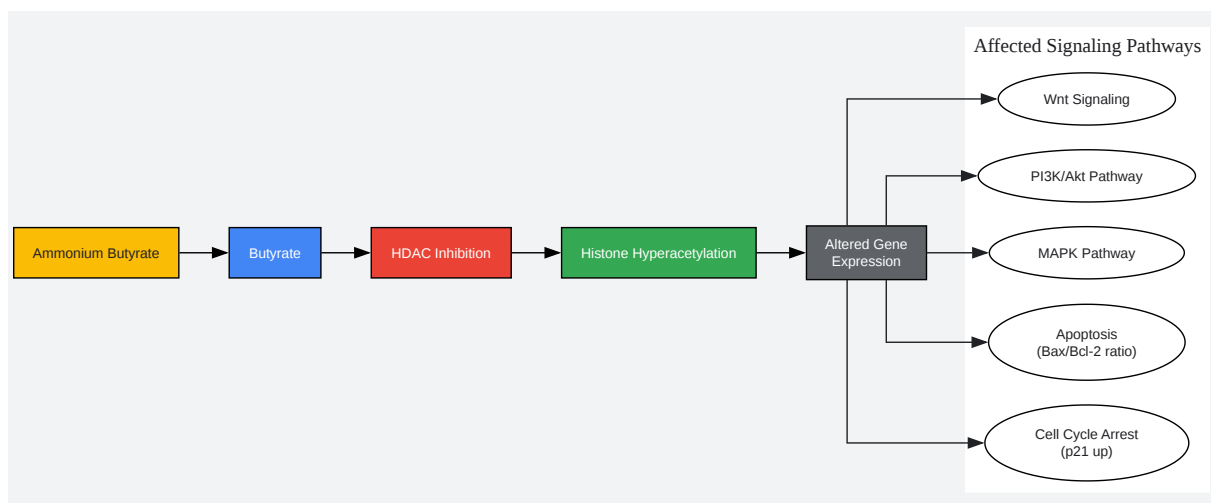 Affected Signaling Pathways
Wnt Signaling
PI3K/Akt Pathway
Ammonium Butyrate
Butyrate
HDAC Inhibition
Histone Hyperacetylation
Altered Gene
Expression
MAPK Pathway
Apoptosis
(Bax/Bcl-2 ratio)
Cell Cycle Arrest
(p21 up)